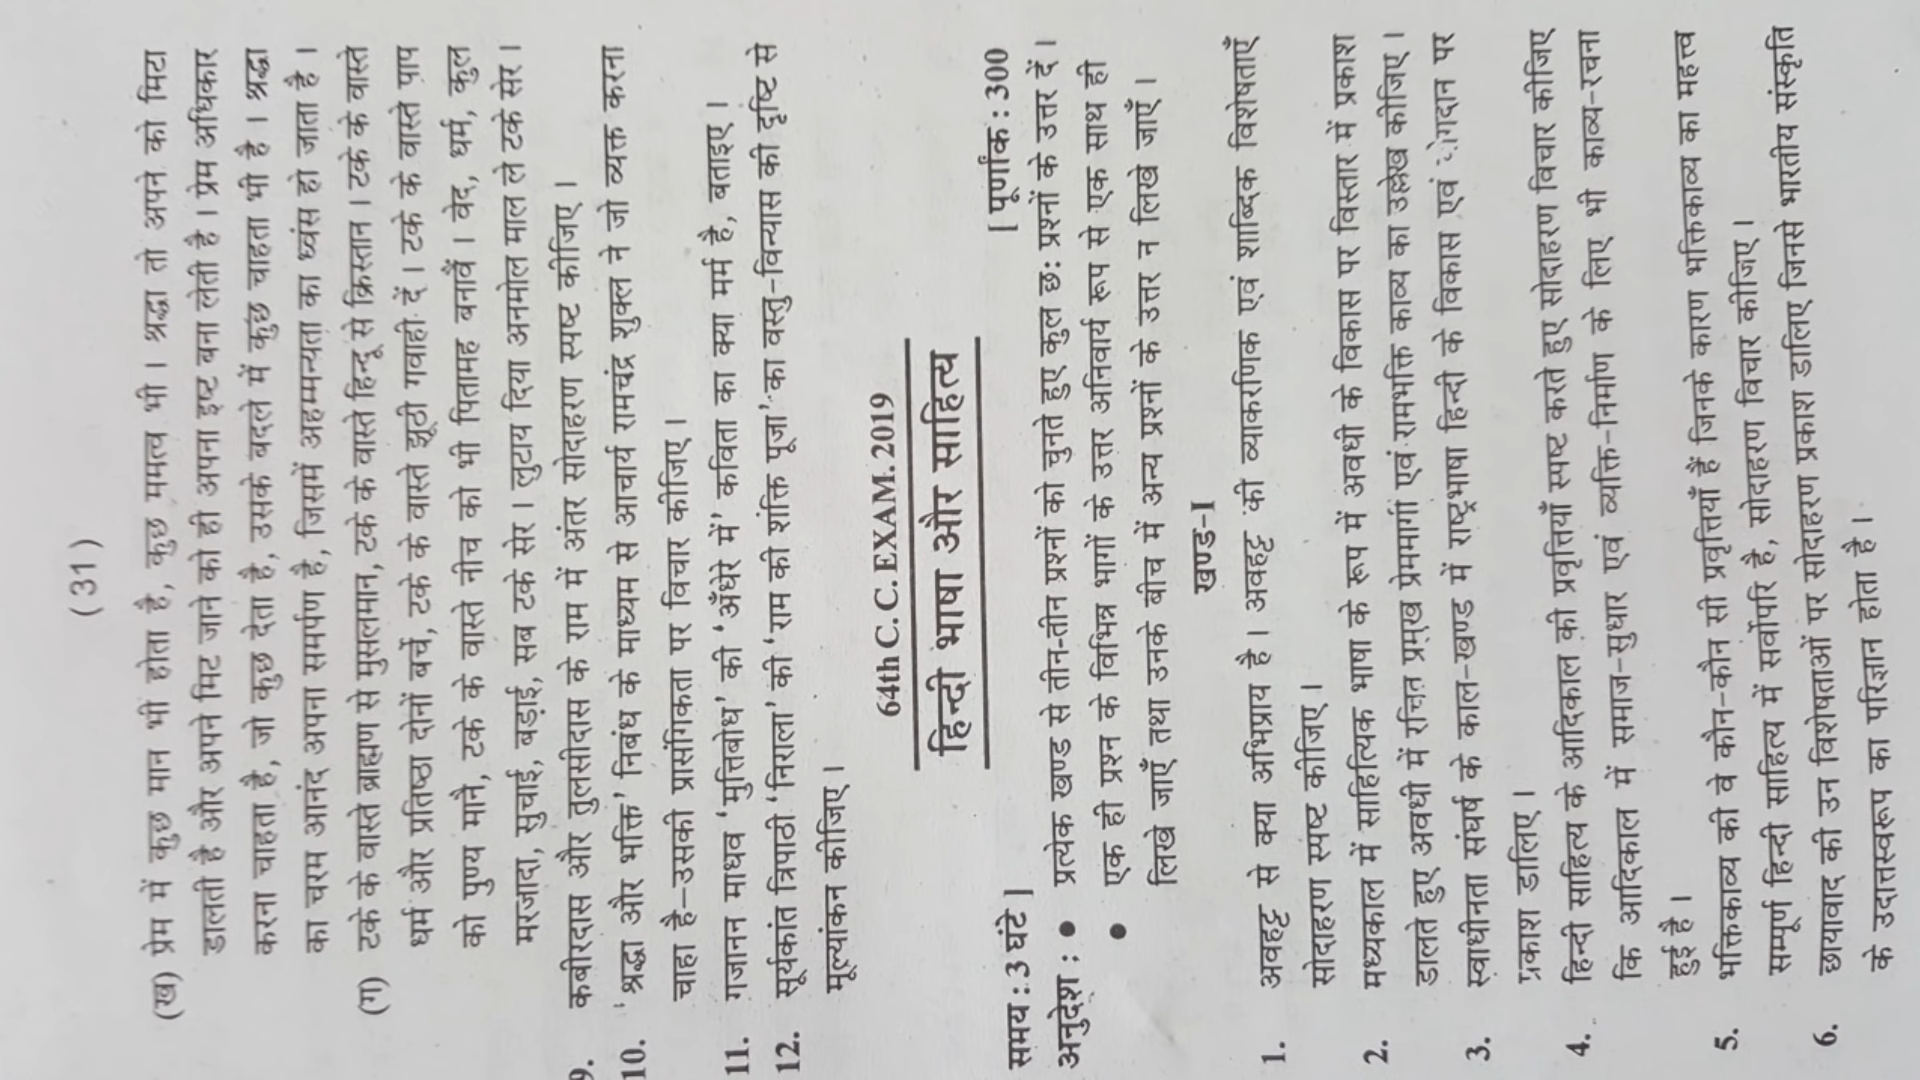 (31)
(ख) प्रेम में कुछ मान भी होता है, कुछ ममत्व भी। श्रद्धा तो अपने को मिटा
डालती है और अपने मिट जाने को ही अपना इष्ट बना लेती है। प्रेम अधिकार
करना चाहता है, जो कुछ देता है, उसके बदले में कुछ चाहता भी है। श्रद्धा
का चरम आनंद अपना समर्पण है, जिसमें अहम्मन्यता का ध्वंस हो जाता है।
(ग) टके के वास्ते ब्राह्मण से मुसलमान, टके के वास्ते हिन्दू से क्रिस्तान। टके के वास्ते
धर्म और प्रतिष्ठा दोनों बर्चे, टके के वास्ते झूठी गवाही दें। टके के वास्ते पाप
को पुण्य मानै, टके के वास्ते नीच को भी पितामह बनावैं। वेद, धर्म, कुल
मरजादा, सुचाई, बड़ाई, सब टके सेर। लुटाय दिया अनमोल माल ले टके सेर।
9. कबीरदास और तुलसीदास के राम में अंतर सोदाहरण स्पष्ट कीजिए।
10. 'श्रद्धा और भक्ति' निबंध के माध्यम से आचार्य रामचंद्र शुक्ल ने जो व्यक्त करना
चाहा है–उसकी प्रासंगिकता पर विचार कीजिए।
11. गजानन माधव 'मुक्तिबोध' की 'अँधेरे में' कविता का क्या मर्म है, बताइए।
12. सूर्यकांत त्रिपाठी 'निराला' की 'राम की शक्ति पूजा' का वस्तु-विन्यास की दृष्टि से
मूल्यांकन कीजिए।
64th C. C. EXAM. 2019
हिन्दी भाषा और साहित्य
समय : 3 घंटे ] [ पूर्णांक : 300
अनुदेश : ● प्रत्येक खण्ड से तीन-तीन प्रश्नों को चुनते हुए कुल छः प्रश्नों के उत्तर दें।
● एक ही प्रश्न के विभिन्न भागों के उत्तर अनिवार्य रूप से एक साथ ही
लिखे जाएँ तथा उनके बीच में अन्य प्रश्नों के उत्तर न लिखे जाएँ।
खण्ड-I
1. अवहट्ट से क्या अभिप्राय है। अवहट्ट की व्याकरणिक एवं शाब्दिक विशेषताएँ
सोदाहरण स्पष्ट कीजिए।
2. मध्यकाल में साहित्यिक भाषा के रूप में अवधी के विकास पर विस्तार में प्रकाश
डालते हुए अवधी में रचित प्रमुख प्रेममार्गी एवं रामभक्ति काव्य का उल्लेख कीजिए।
3. स्वाधीनता संघर्ष के काल-खण्ड में राष्ट्रभाषा हिन्दी के विकास एवं ोगदान पर
प्रकाश डालिए।
4. हिन्दी साहित्य के आदिकाल की प्रवृत्तियाँ स्पष्ट करते हुए सोदाहरण विचार कीजिए
कि आदिकाल में समाज-सुधार एवं व्यक्ति-निर्माण के लिए भी काव्य-रचना
हुई है।
5. भक्तिकाव्य की वे कौन-कौन सी प्रवृत्तियाँ हैं जिनके कारण भक्तिकाव्य का महत्त्व
सम्पूर्ण हिन्दी साहित्य में सर्वोपरि है, सोदाहरण विचार कीजिए।
6. छायावाद की उन विशेषताओं पर सोदाहरण प्रकाश डालिए जिनसे भारतीय संस्कृति
के उदात्तस्वरूप का परिज्ञान होता है।